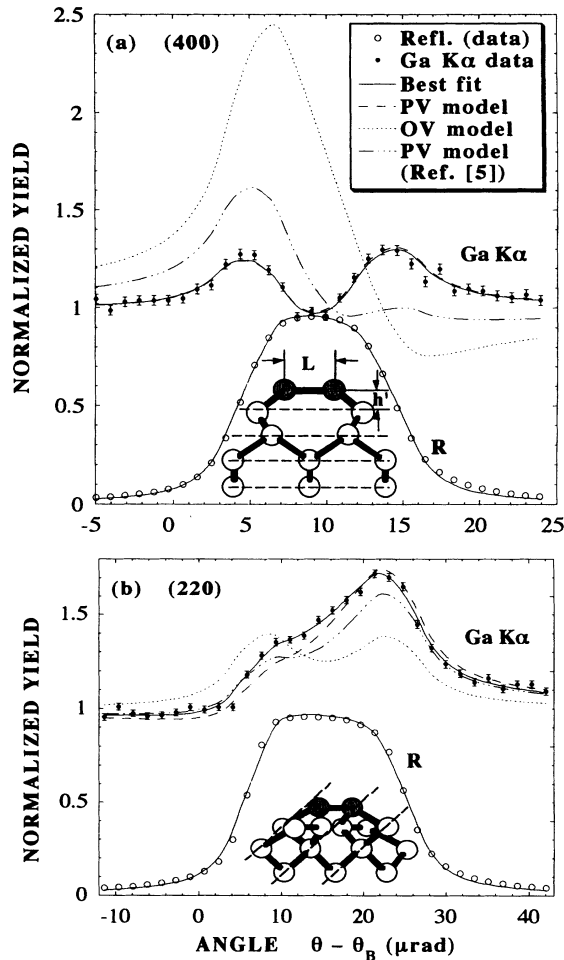 (a) (400)
Refl. (data)
Ga Kα data
Best fit
PV model
OV model
PV model
(Ref. [5])
NORMALIZED YIELD
2.5
2
1.5
1
0.5
0
Ga Kα
L
h'
R
-5 0 5 10 15 20 25
(b) (220)
NORMALIZED YIELD
1.5
1
0.5
0
Ga Kα
R
-10 0 10 20 30 40
ANGLE θ - θB (μrad)